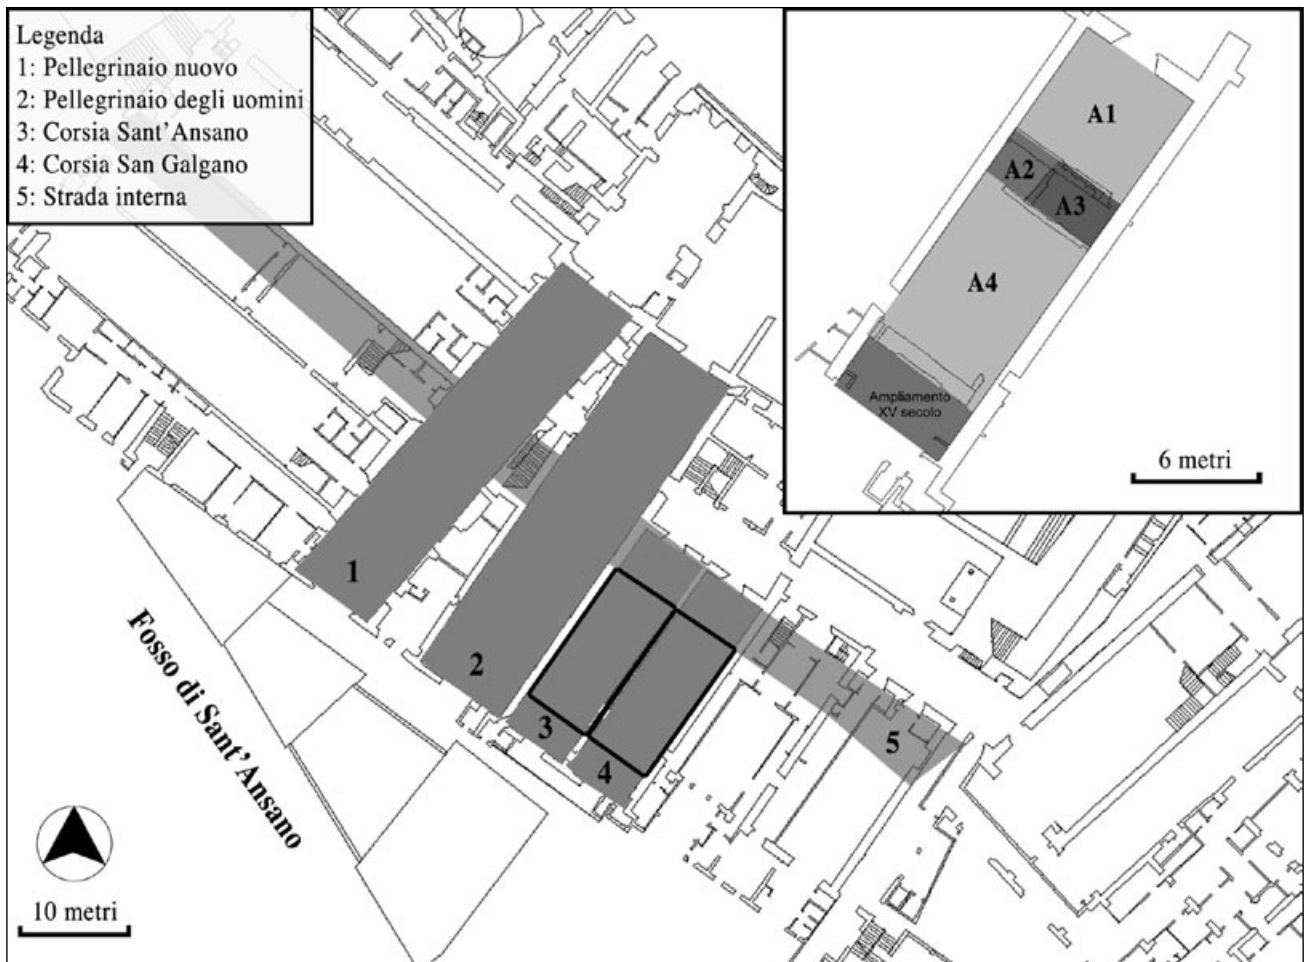 Legenda
1: Pellegrinaio nuovo
2: Pellegrinaio degli uomini
3: Corsia Sant'Ansano
4: Corsia San Galgano
5: Strada interna
A1
A2
A3
A4
Ampliamento
XV secolo
6 metri
1
2
3
4
5
Fosso di Sant'Ansano
10 metri